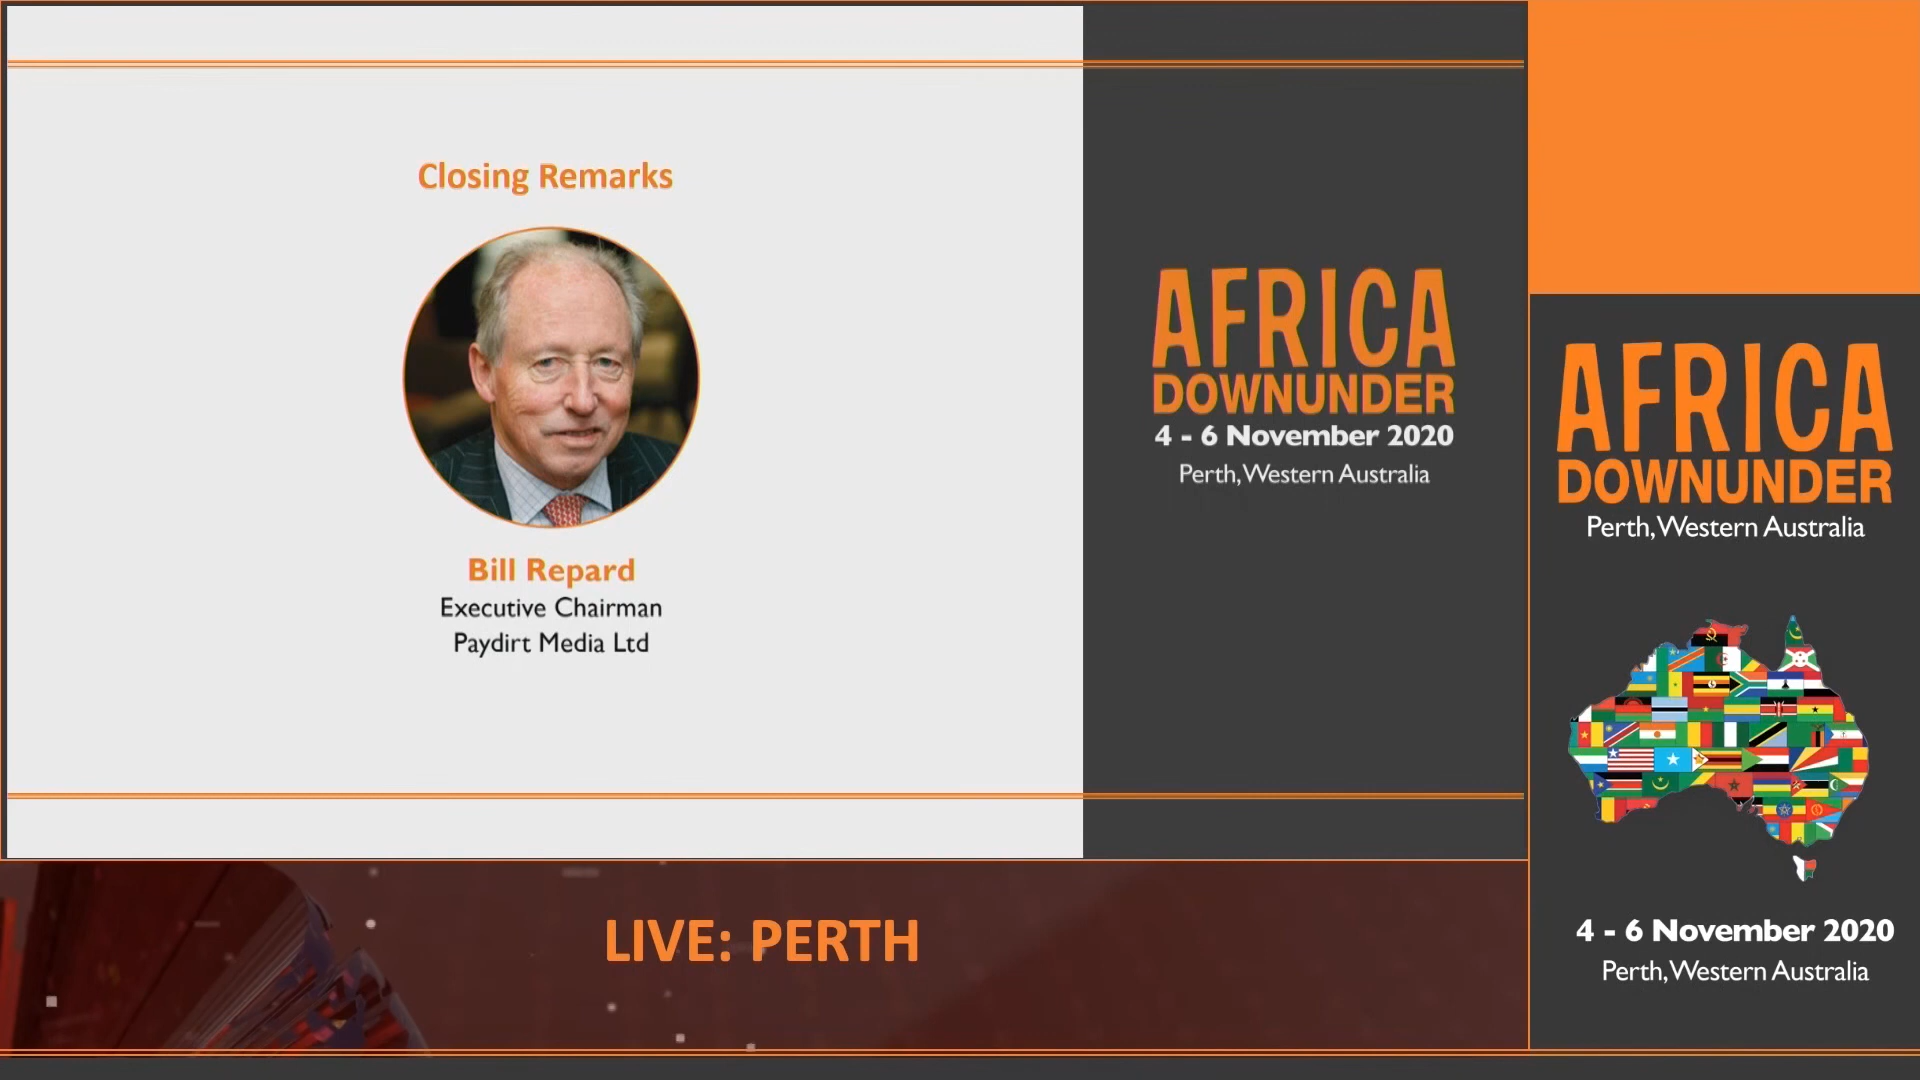 Closing Remarks
Bill Repard
Executive Chairman
Paydirt Media Ltd
AFRICA
DOWNUNDER
4 - 6 November 2020
Perth, Western Australia
AFRICA
DOWNUNDER
Perth, Western Australia
4 - 6 November 2020
Perth, Western Australia
LIVE: PERTH